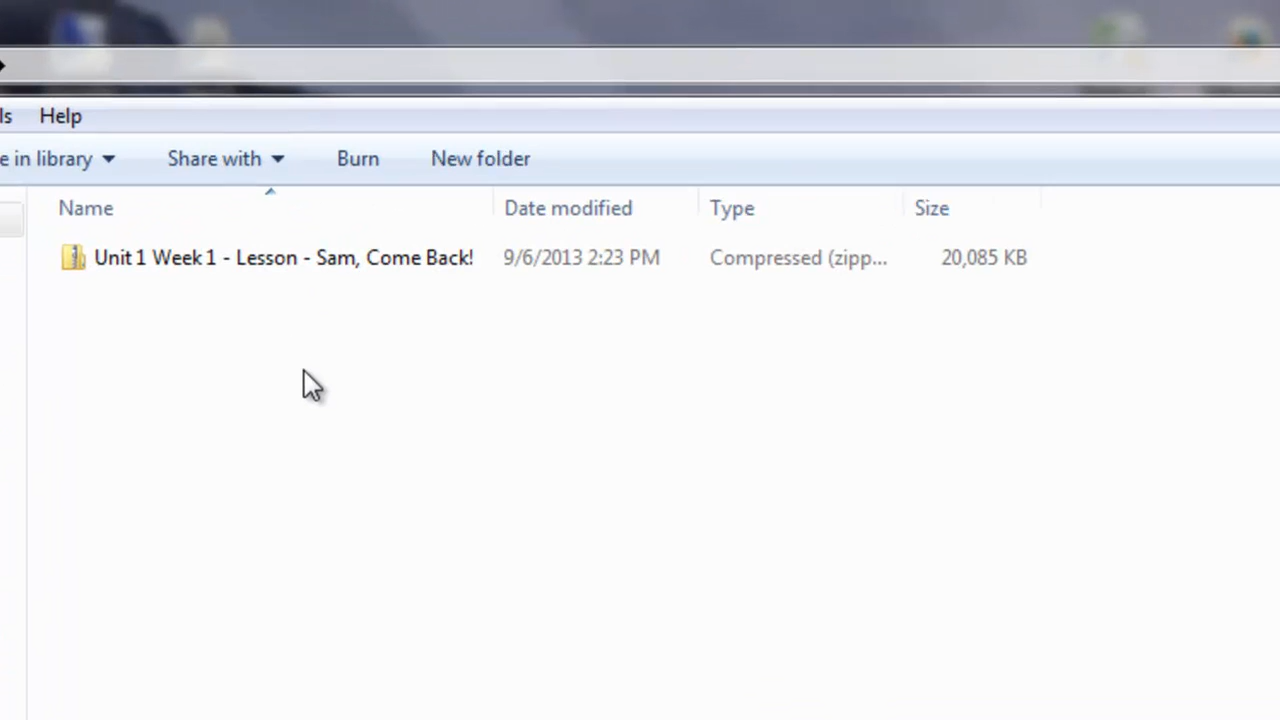 ls Help
e in library Share with Burn New folder
Name Date modified Type Size
Unit 1 Week 1 - Lesson - Sam, Come Back! 9/6/2013 2:23 PM Compressed (zipp... 20,085 KB